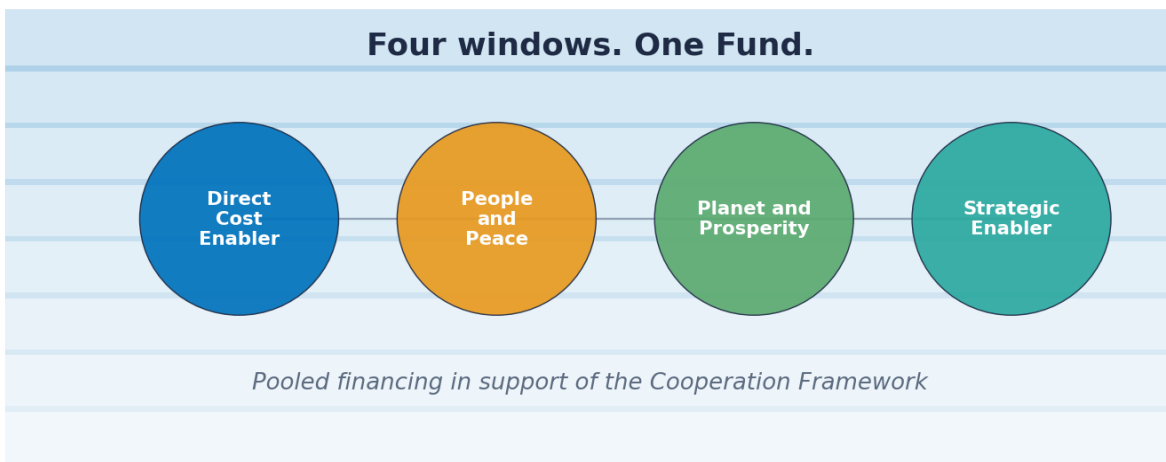 Four windows. One Fund.
Direct
Cost
Enabler
People
and
Peace
Planet and
Prosperity
Strategic
Enabler
Pooled financing in support of the Cooperation Framework